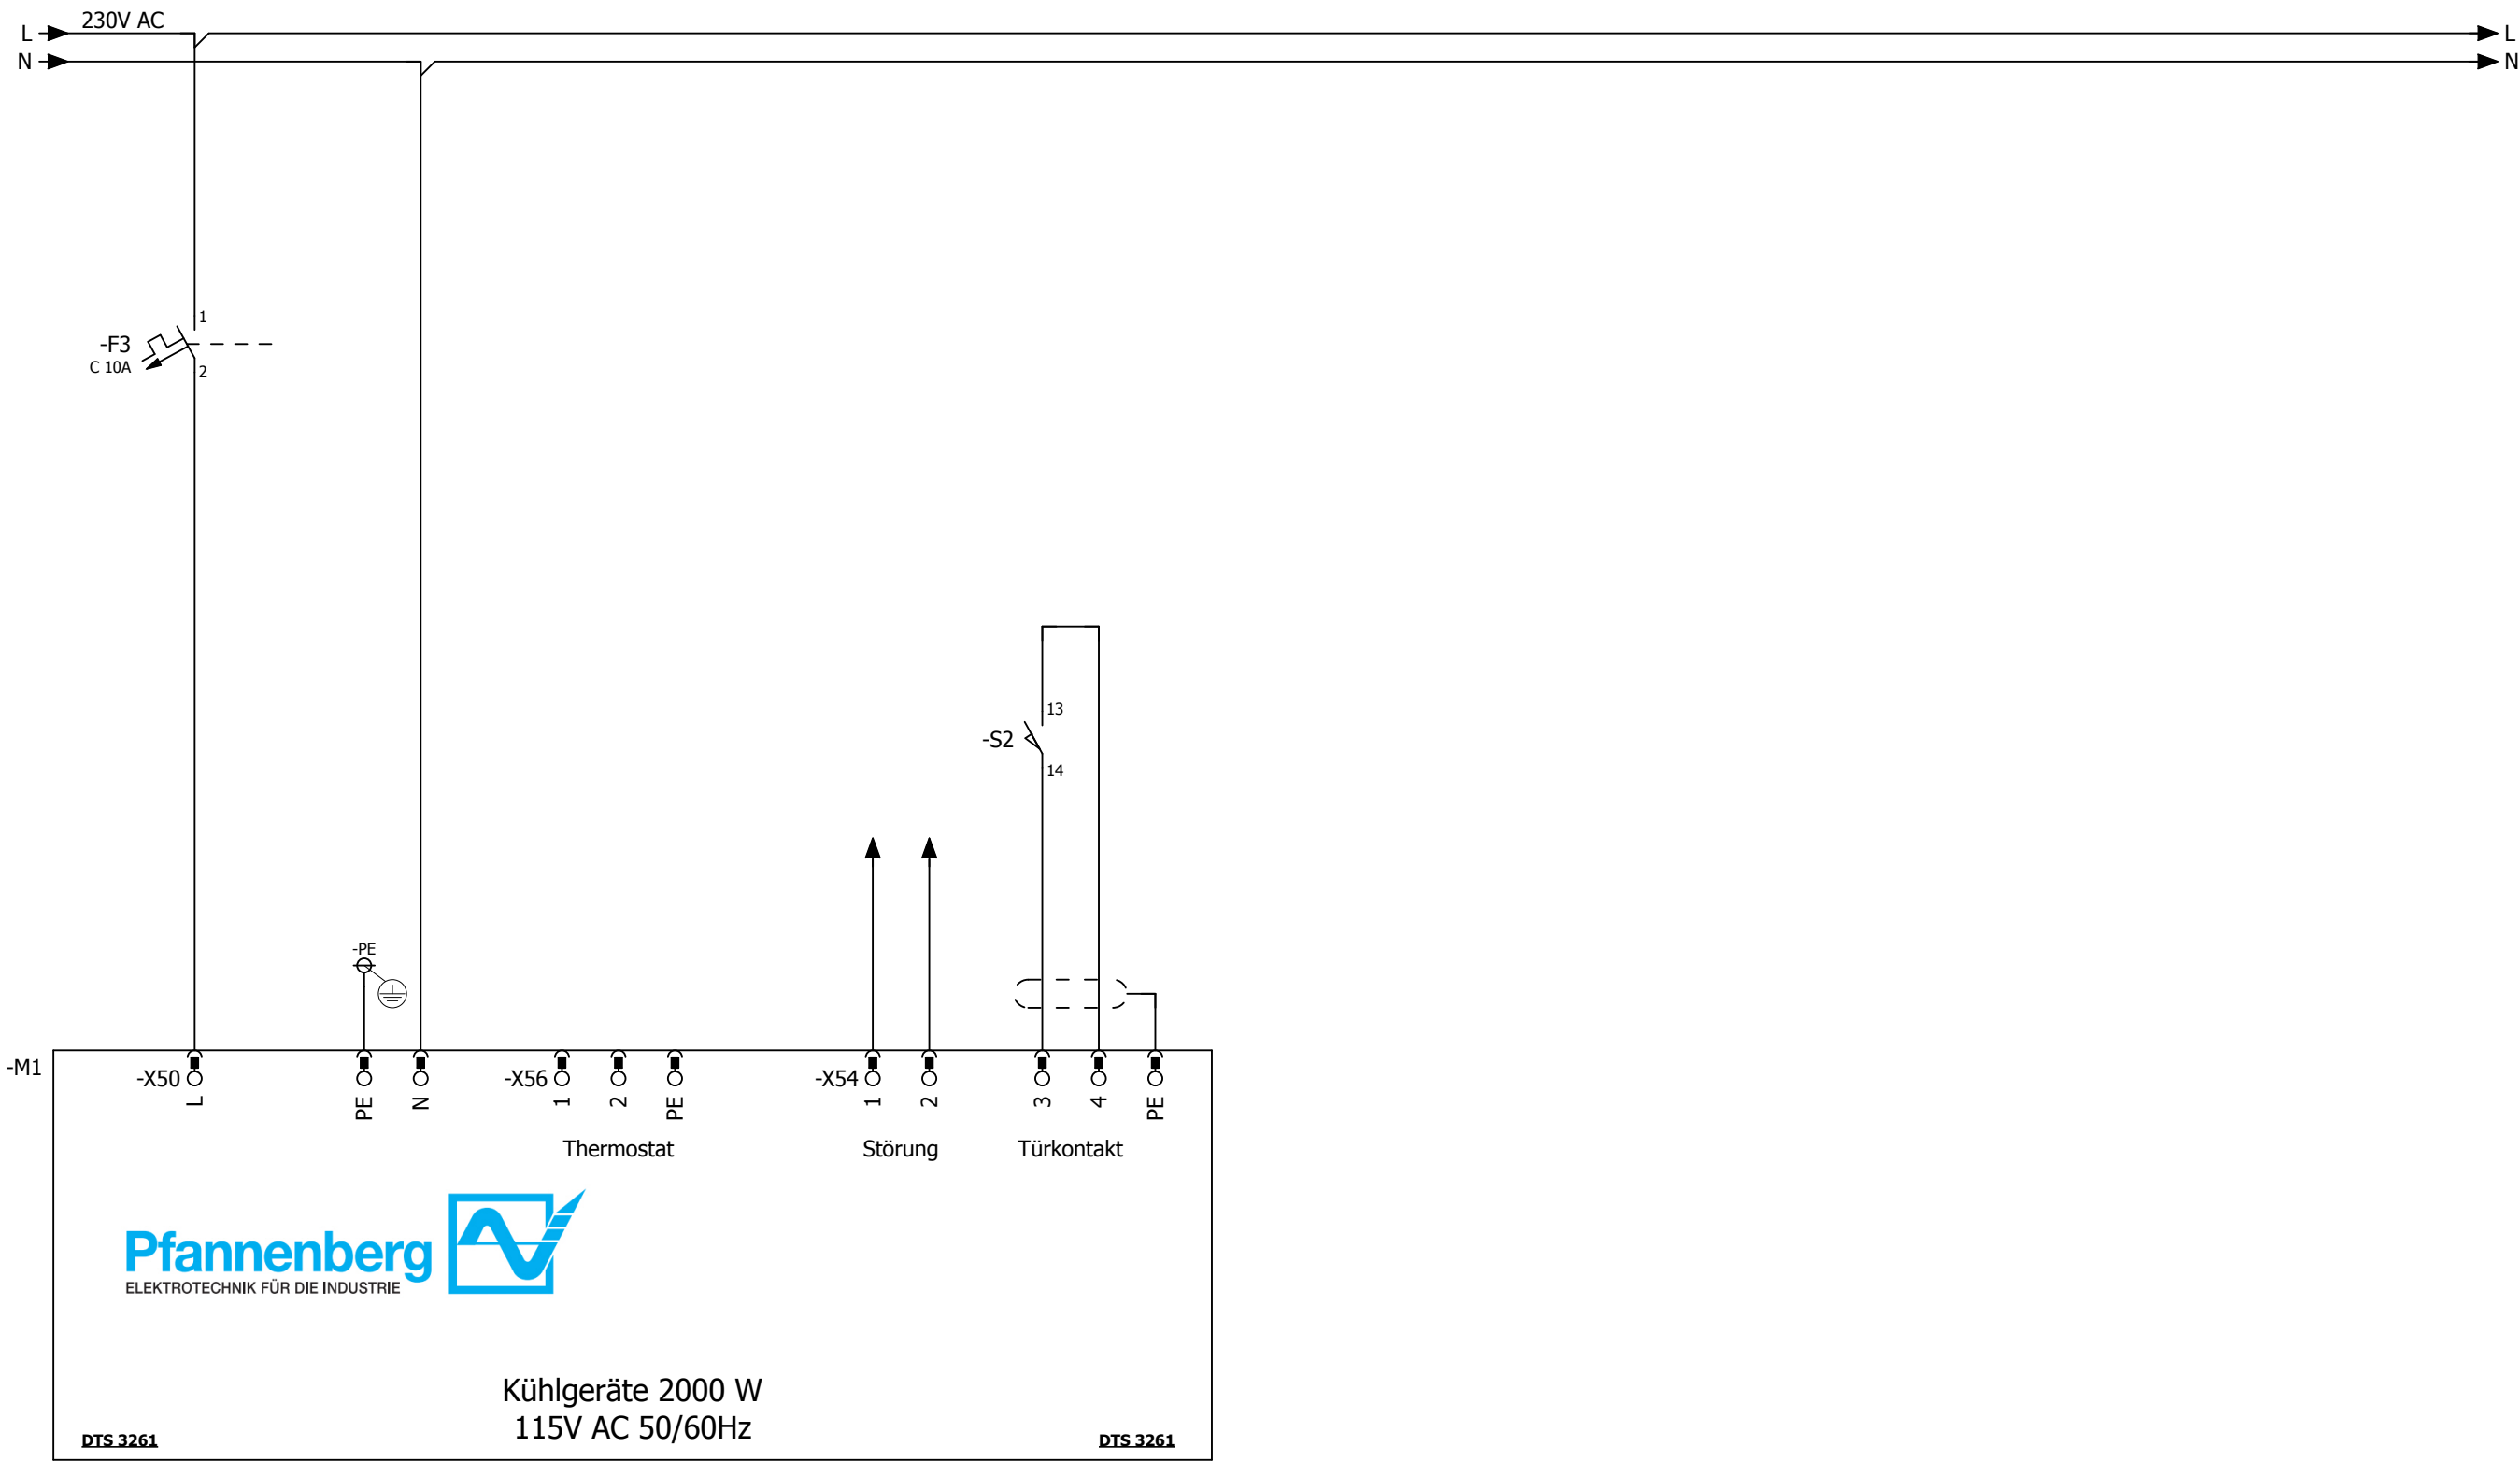 230V AC
L
L
N
N
1
-F3
C 10A
2
13
-S2
14
-PE
-M1
-X50
-X56
-X54
L
PE
N
1
2
PE
1
2
3
4
PE
Thermostat
Störung
Türkontakt
Pfannenberg
ELEKTROTECHNIK FÜR DIE INDUSTRIE
Kühlgeräte 2000 W
115V AC 50/60Hz
DTS 3261
DTS 3261